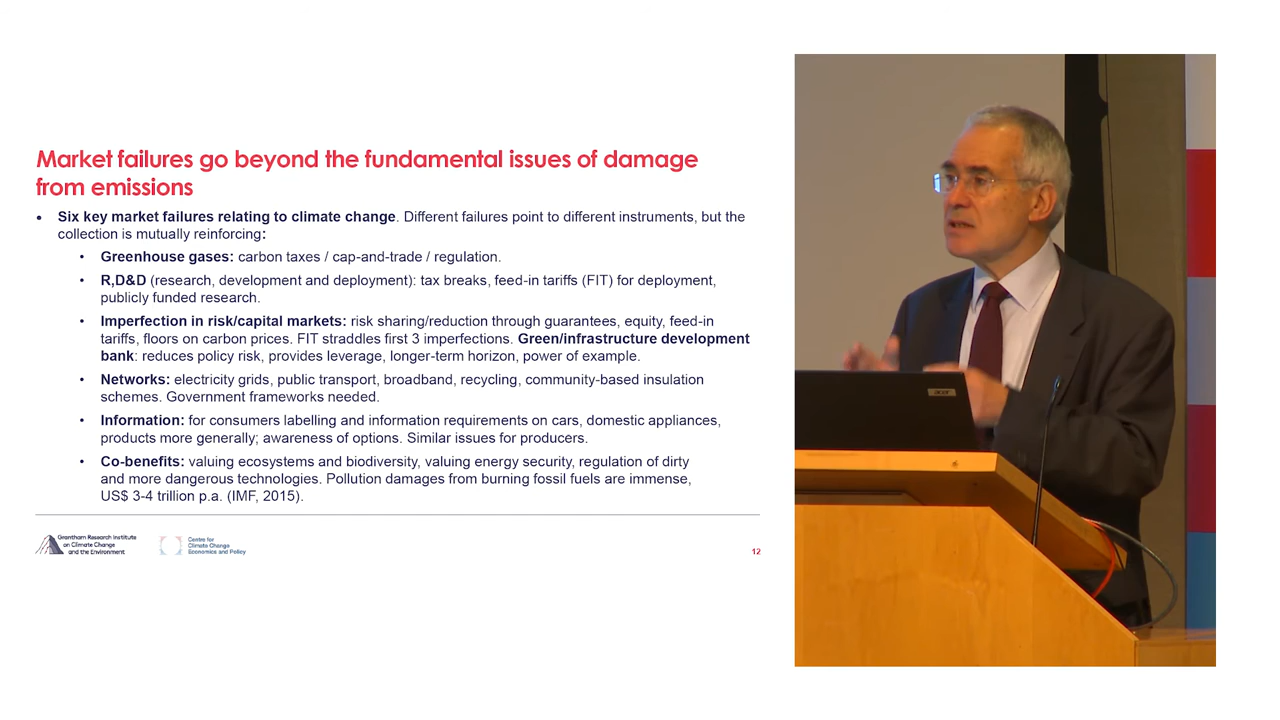 Market failures go beyond the fundamental issues of damage
from emissions
• Six key market failures relating to climate change. Different failures point to different instruments, but the
collection is mutually reinforcing:
• Greenhouse gases: carbon taxes / cap-and-trade / regulation.
• R,D&D (research, development and deployment): tax breaks, feed-in tariffs (FIT) for deployment,
publicly funded research.
• Imperfection in risk/capital markets: risk sharing/reduction through guarantees, equity, feed-in
tariffs, floors on carbon prices. FIT straddles first 3 imperfections. Green/infrastructure development
bank: reduces policy risk, provides leverage, longer-term horizon, power of example.
• Networks: electricity grids, public transport, broadband, recycling, community-based insulation
schemes. Government frameworks needed.
• Information: for consumers labelling and information requirements on cars, domestic appliances,
products more generally; awareness of options. Similar issues for producers.
• Co-benefits: valuing ecosystems and biodiversity, valuing energy security, regulation of dirty
and more dangerous technologies. Pollution damages from burning fossil fuels are immense,
US$ 3-4 trillion p.a. (IMF, 2015).
Grantham Research Institute
on Climate Change
and the Environment
Centre for
Climate Change
Economics and Policy
12
acer